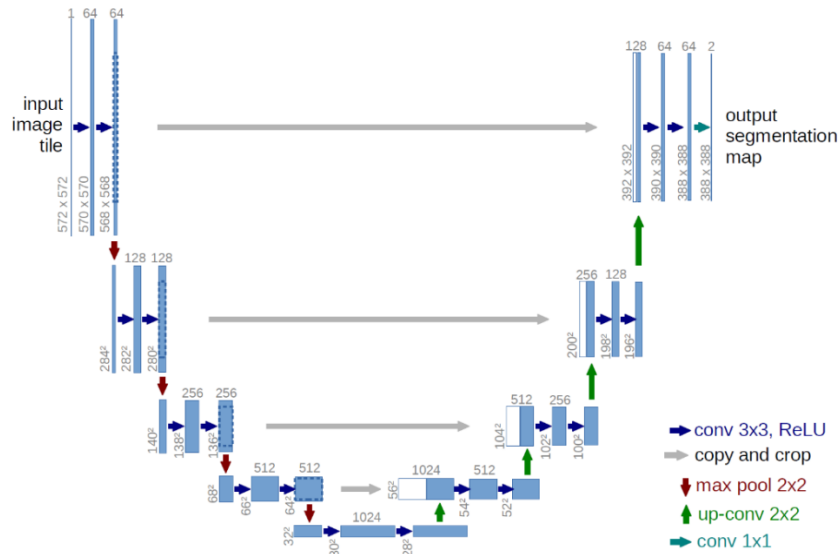 1 64 64
128 64 64 2
input
image
tile
output
segmentation
map
572 x 572
570 x 570
568 x 568
392 x 392
390 x 390
388 x 388
388 x 388
128 128
256 128
284²
282²
280²
200²
198²
196²
256 256
512 256
140²
138²
136²
104²
102²
100²
512 512
1024 512
68²
66²
64²
56²
54²
52²
1024
32²
conv 3x3, ReLU
copy and crop
max pool 2x2
up-conv 2x2
conv 1x1